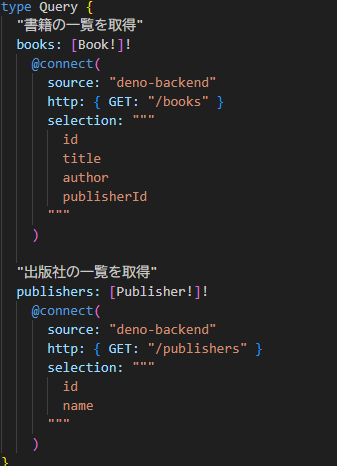 type Query {
  "書籍の一覧を取得"
  books: [Book!]!
    @connect(
      source: "deno-backend"
      http: { GET: "/books" }
      selection: """
        id
        title
        author
        publisherId
      """
    )
  "出版社の一覧を取得"
  publishers: [Publisher!]!
    @connect(
      source: "deno-backend"
      http: { GET: "/publishers" }
      selection: """
        id
        name
      """
    )
}